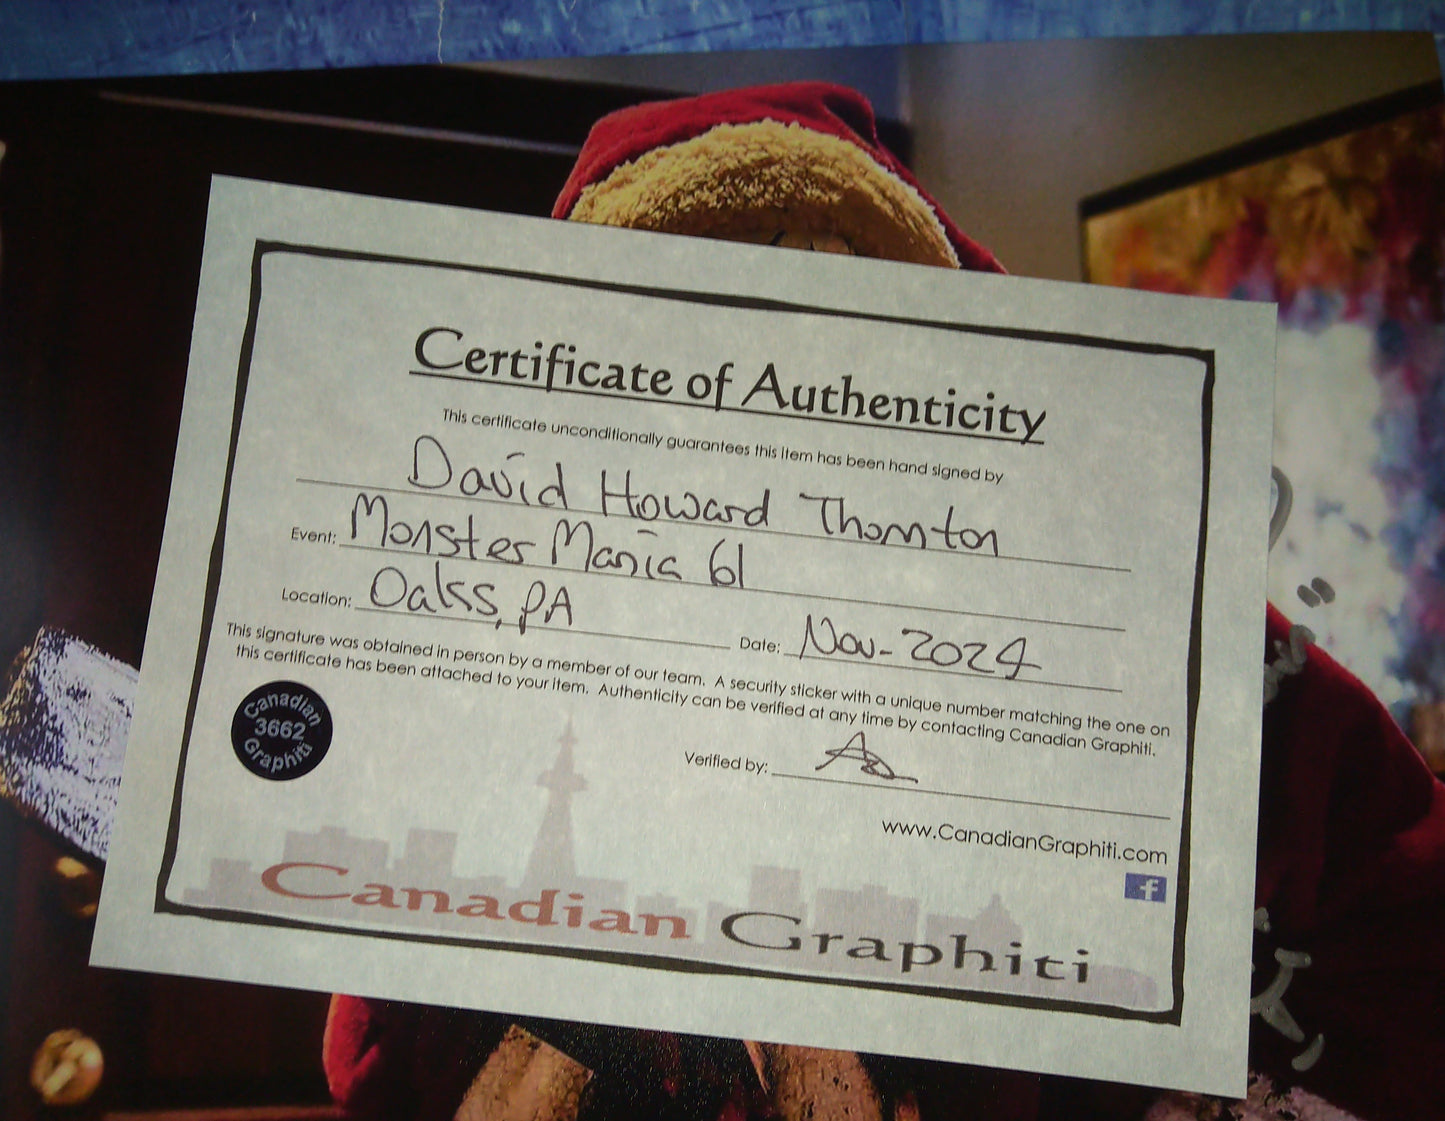 Certificate of Authenticity
This certificate unconditionally guarantees this item has been hand signed by
David Howard Thornton
Event: Monster Mania 61
Location: Oaks, PA
Date: Nov-2024
This signature was obtained in person by a member of our team. A security sticker with a unique number matching the one on
this certificate has been attached to your item. Authenticity can be verified at any time by contacting Canadian Graphiti.
Canadian
3662
Graphiti
Verified by:
www.CanadianGraphiti.com
f
Canadian Graphiti